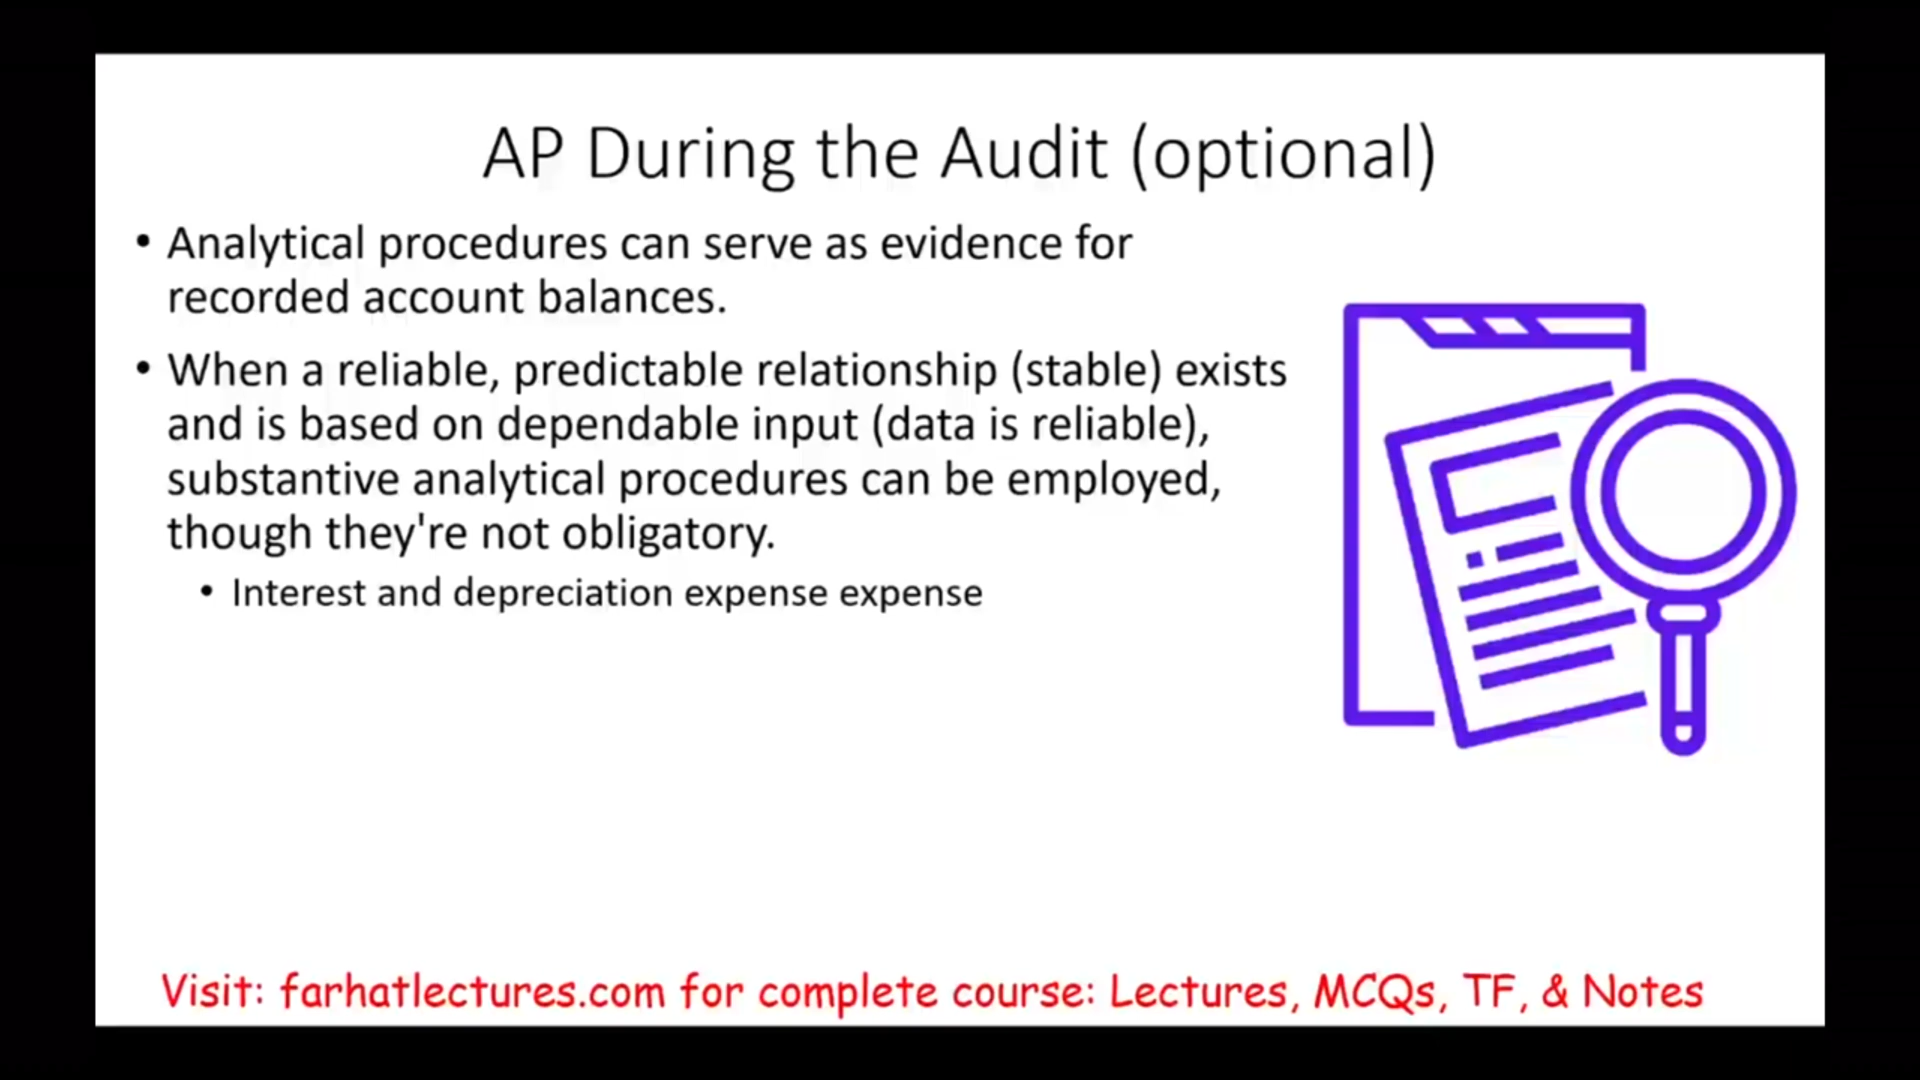 AP During the Audit (optional)
• Analytical procedures can serve as evidence for
recorded account balances.
• When a reliable, predictable relationship (stable) exists
and is based on dependable input (data is reliable),
substantive analytical procedures can be employed,
though they're not obligatory.
• Interest and depreciation expense expense
Visit: farhatlectures.com for complete course: Lectures, MCQs, TF, & Notes